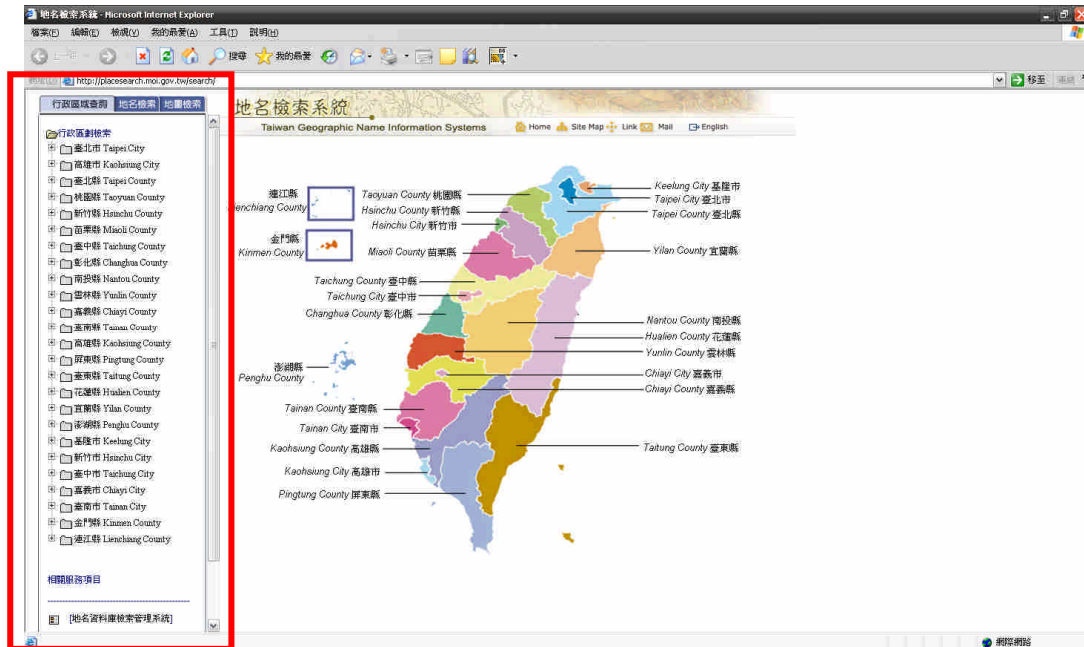 地名檢索系統 - Microsoft Internet Explorer
檔案(F) 編輯(E) 檢視(V) 我的最愛(A) 工具(T) 說明(H)
搜尋 我的最愛
http://placesearch.moi.gov.tw/search/
移至
行政區域查詢 地名檢索 地圖檢索
行政區劃檢索
臺北市 Taipei City
高雄市 Kaohsiung City
臺北縣 Taipei County
桃園縣 Taoyuan County
新竹縣 Hsinchu County
苗栗縣 Miaoli County
臺中縣 Taichung County
彰化縣 Changhua County
南投縣 Nantou County
雲林縣 Yunlin County
嘉義縣 Chiayi County
臺南縣 Tainan County
高雄縣 Kaohsiung County
屏東縣 Pingtung County
臺東縣 Taitung County
花蓮縣 Hualien County
宜蘭縣 Yilan County
澎湖縣 Penghu County
基隆市 Keelung City
新竹市 Hsinchu City
臺中市 Taichung City
嘉義市 Chiayi City
臺南市 Tainan City
金門縣 Kinmen County
連江縣 Lienchiang County
相關服務項目
[地名資料庫檢索管理系統]
地名檢索系統
Taiwan Geographic Name Information Systems
Home Site Map Link Mail English
連江縣
ienchiang County
金門縣
Kinmen County
Taoyuan County 桃園縣
Hsinchu County 新竹縣
Hsinchu City 新竹市
Miaoli County 苗栗縣
Taichung County 臺中縣
Taichung City 臺中市
Changhua County 彰化縣
澎湖縣
Penghu County
Tainan County 臺南縣
Tainan City 臺南市
Kaohsiung County 高雄縣
Kaohsiung City 高雄市
Pingtung County 屏東縣
Keelung City 基隆市
Taipei City 臺北市
Taipei County 臺北縣
Yilan County 宜蘭縣
Nantou County 南投縣
Hualien County 花蓮縣
Yunlin County 雲林縣
Chiayi City 嘉義市
Chiayi County 嘉義縣
Taitung County 臺東縣
網際網路